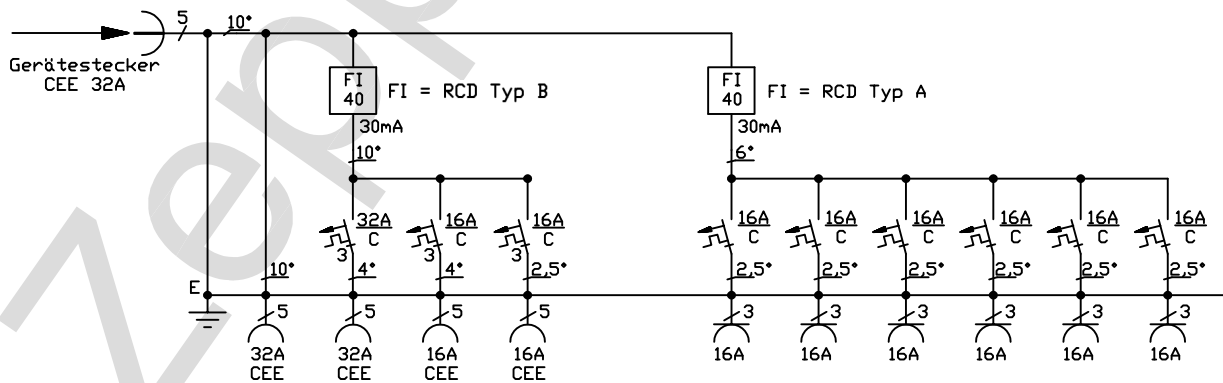 5
10°
Gerätestecker
CEE 32A
FI
40
FI = RCD Typ B
30mA
10°
FI
40
FI = RCD Typ A
30mA
6°
32A
C
3
16A
C
3
16A
C
3
16A
C
16A
C
16A
C
16A
C
16A
C
16A
C
10°
4°
4°
2,5°
2,5°
2,5°
2,5°
2,5°
2,5°
2,5°
E
5
5
5
5
3
3
3
3
3
3
32A
CEE
32A
CEE
16A
CEE
16A
CEE
16A
16A
16A
16A
16A
16A
Zepp